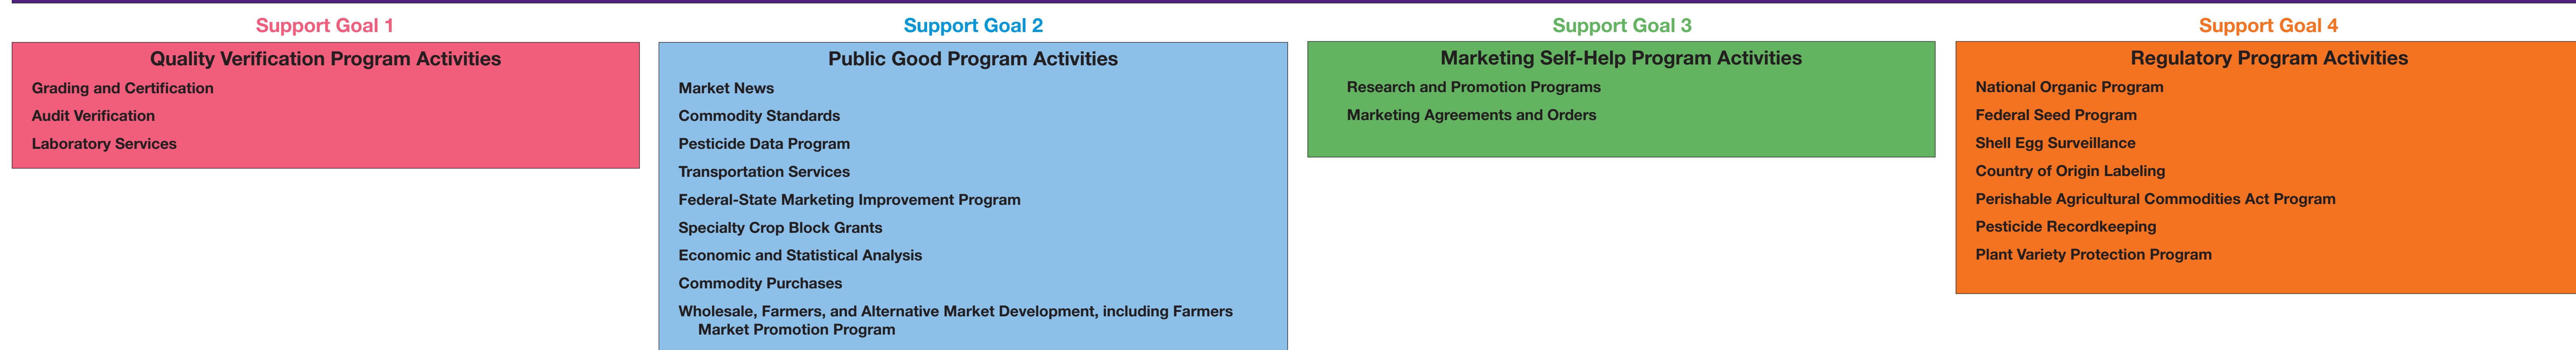 Support Goal 1
Quality Verification Program Activities
Grading and Certification
Audit Verification
Laboratory Services
Support Goal 2
Public Good Program Activities
Market News
Commodity Standards
Pesticide Data Program
Transportation Services
Federal-State Marketing Improvement Program
Specialty Crop Block Grants
Economic and Statistical Analysis
Commodity Purchases
Wholesale, Farmers, and Alternative Market Development, including Farmers
Market Promotion Program
Support Goal 3
Marketing Self-Help Program Activities
Research and Promotion Programs
Marketing Agreements and Orders
Support Goal 4
Regulatory Program Activities
National Organic Program
Federal Seed Program
Shell Egg Surveillance
Country of Origin Labeling
Perishable Agricultural Commodities Act Program
Pesticide Recordkeeping
Plant Variety Protection Program